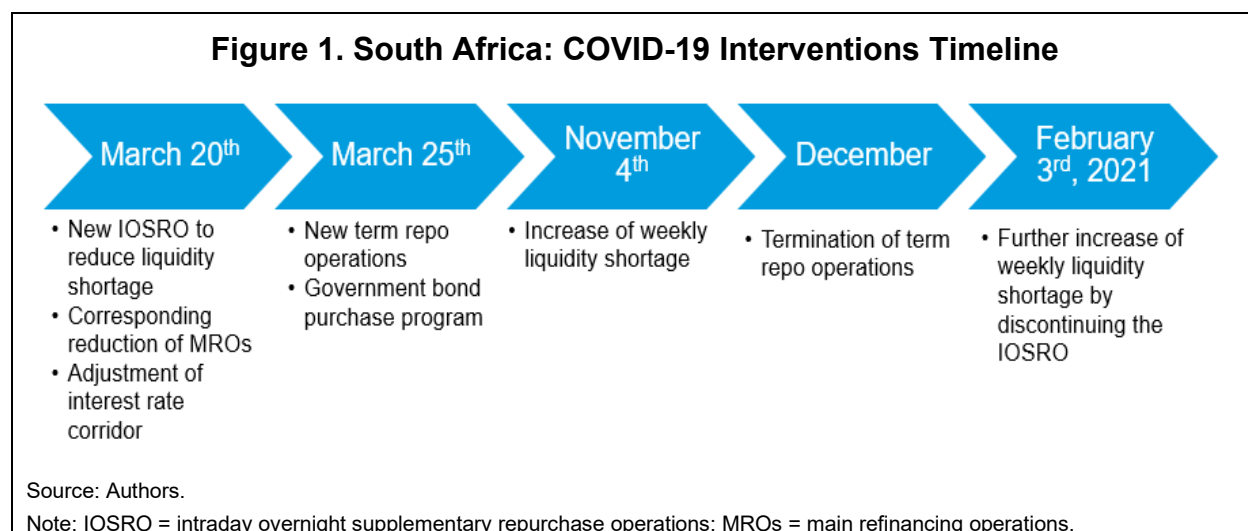 Figure 1. South Africa: COVID-19 Interventions Timeline
March 20th
• New IOSRO to
reduce liquidity
shortage
• Corresponding
reduction of MROs
• Adjustment of
interest rate
corridor
March 25th
• New term repo
operations
• Government bond
purchase program
November
4th
• Increase of weekly
liquidity shortage
December
• Termination of term
repo operations
February
3rd, 2021
• Further increase of
weekly liquidity
shortage by
discontinuing the
IOSRO
Source: Authors.
Note: IOSRO = intraday overnight supplementary repurchase operations; MROs = main refinancing operations.